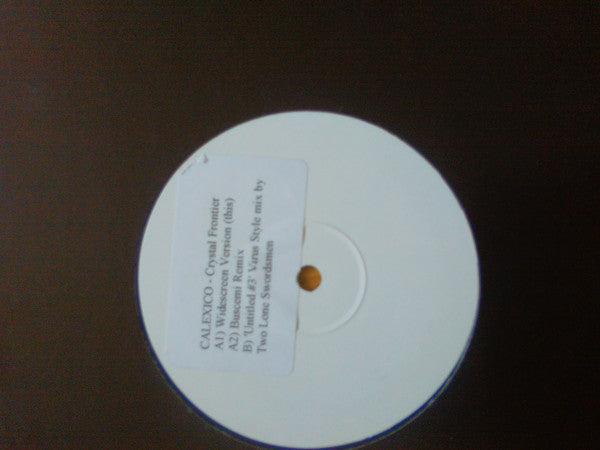 CALEXICO - Crystal Frontier
A1) Widescreen Version (this)
A2) Buscemi Remix
B) 'Untitled #3' Virus Style mix by
Two Lone Swordsmen